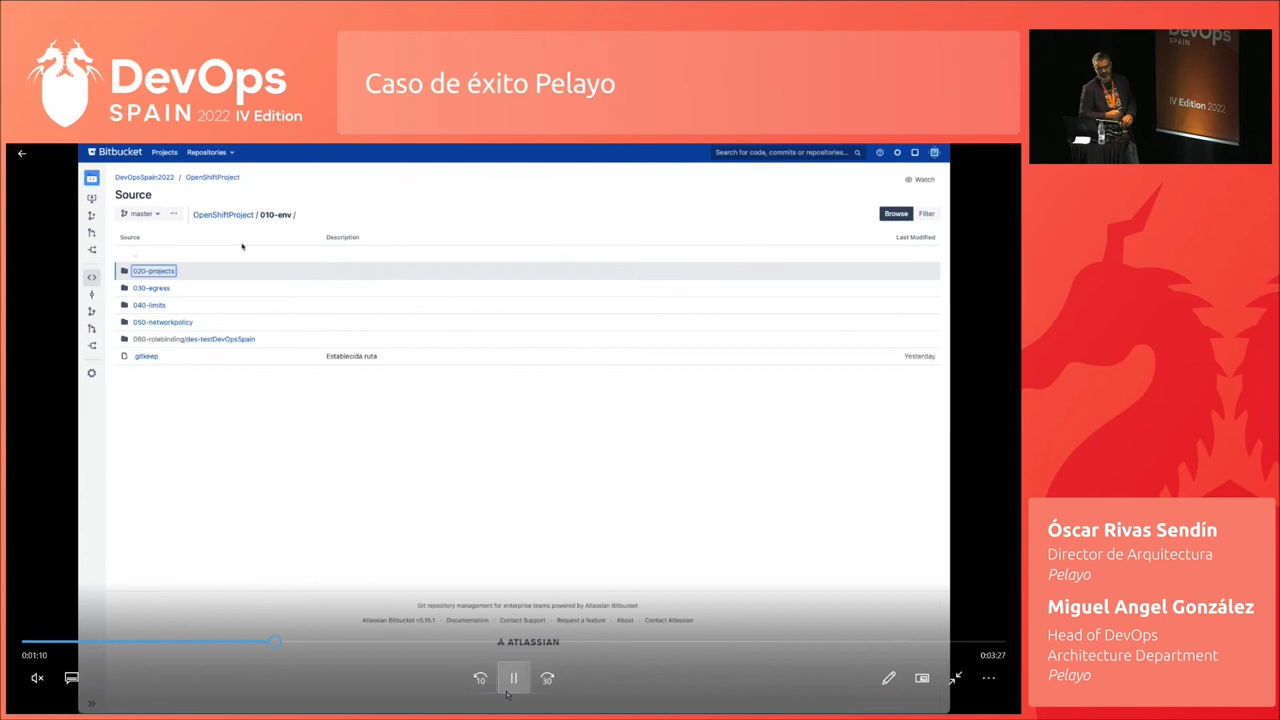 DevOps
SPAIN 2022 IV Edition
Caso de éxito Pelayo
DevOps
SPAIN
IV Edition 2022
Bitbucket Projects Repositories
Search for code, commits or repositories...
DevOpsSpain2022 / OpenShiftProject
Watch
Source
master ... OpenShiftProject / 010-env /
Browse Filter
Source Description Last Modified
..
020-projects
030-egress
040-limits
050-networkpolicy
060-rolebinding/des-testDevOpsSpain
.gitkeep Establecida ruta Yesterday
Git repository management for enterprise teams powered by Atlassian Bitbucket
Atlassian Bitbucket v5.16.1 · Documentation · Contact Support · Request a feature · About · Contact Atlassian
ATLASSIAN
0:01:10 0:03:27
10 30
Óscar Rivas Sendín
Director de Arquitectura
Pelayo
Miguel Angel González
Head of DevOps
Architecture Department
Pelayo